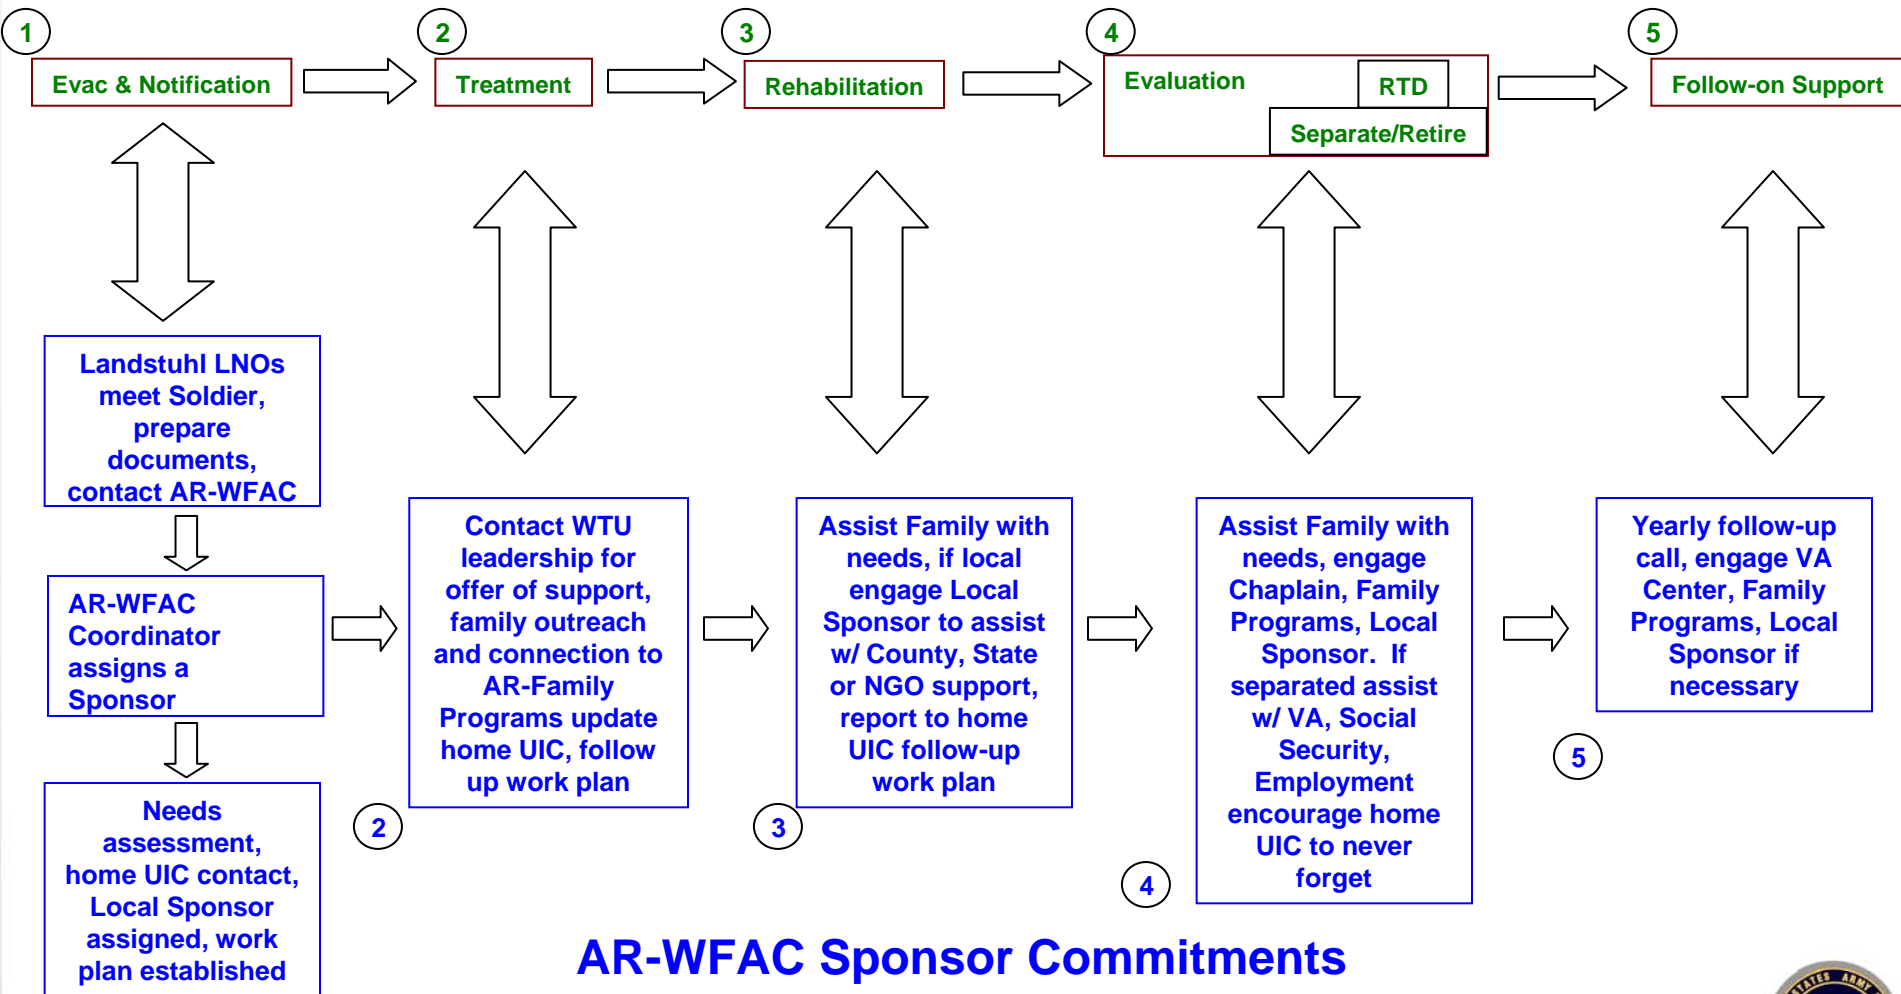 1
2
3
4
5
Evac & Notification
Treatment
Rehabilitation
Evaluation
RTD
Separate/Retire
Follow-on Support
Landstuhl LNOs
meet Soldier,
prepare
documents,
contact AR-WFAC
AR-WFAC
Coordinator
assigns a
Sponsor
Needs
assessment,
home UIC contact,
Local Sponsor
assigned, work
plan established
Contact WTU
leadership for
offer of support,
family outreach
and connection to
AR-Family
Programs update
home UIC, follow
up work plan
2
Assist Family with
needs, if local
engage Local
Sponsor to assist
w/ County, State
or NGO support,
report to home
UIC follow-up
work plan
3
Assist Family with
needs, engage
Chaplain, Family
Programs, Local
Sponsor. If
separated assist
w/ VA, Social
Security,
Employment
encourage home
UIC to never
forget
4
Yearly follow-up
call, engage VA
Center, Family
Programs, Local
Sponsor if
necessary
5
AR-WFAC Sponsor Commitments
STATES ARMY